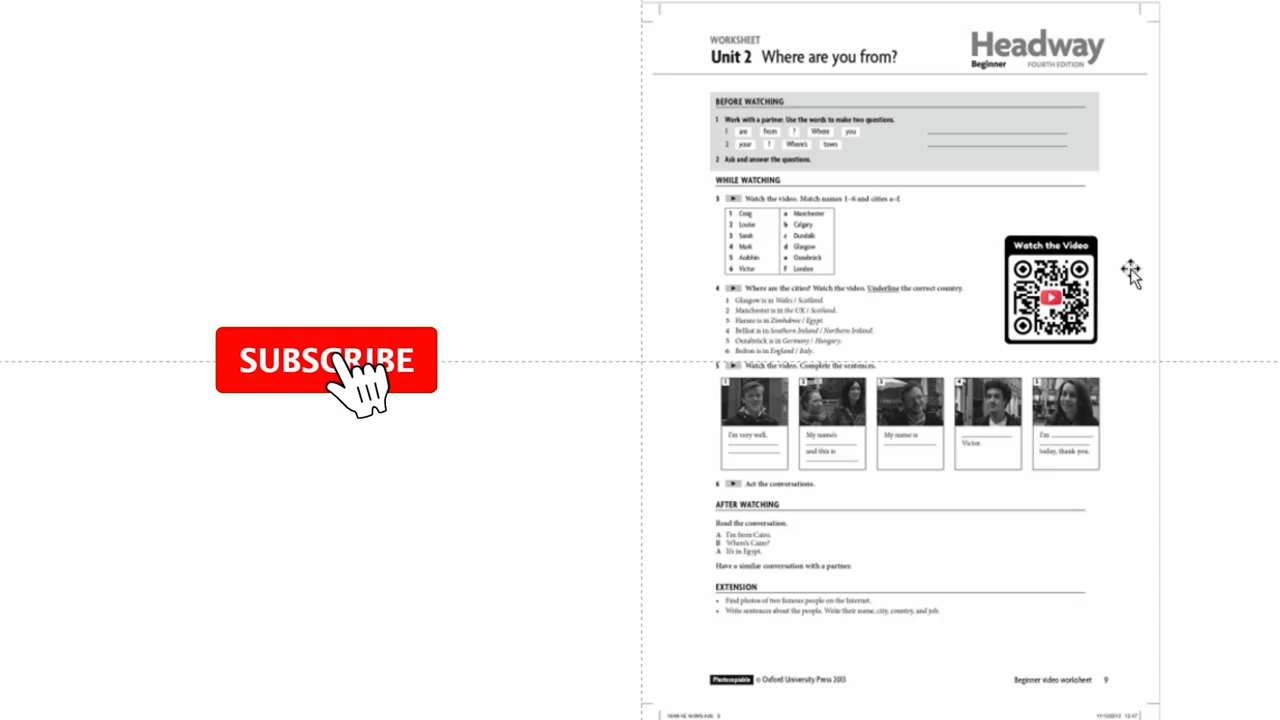 SUBSCRIBE
WORKSHEET
Unit 2 Where are you from?
Headway
Beginner FOURTH EDITION
BEFORE WATCHING
1 Work with a partner. Use the words to make two questions.
1 are from ? Where you
2 your ? Where's town
2 Ask and answer the questions.
WHILE WATCHING
3 Watch the video. Match names 1–6 and cities a–f.
1 Craig a Manchester
2 Louise b Calgary
3 Sarah c Dundalk
4 Mark d Glasgow
5 Aoibhin e Osnabrück
6 Victor f London
Watch the Video
4 Where are the cities? Watch the video. Underline the correct country.
1 Glasgow is in Wales / Scotland.
2 Manchester is in the UK / Scotland.
3 Harare is in Zimbabwe / Egypt.
4 Belfast is in Southern Ireland / Northern Ireland.
5 Osnabrück is in Germany / Hungary.
6 Bolton is in England / Italy.
5 Watch the video. Complete the sentences.
1 2 3 4 5
I'm very well,
My name's
and this is
My name is
Victor.
I'm
today, thank you.
6 Act the conversations.
AFTER WATCHING
Read the conversation.
A I'm from Cairo.
B Where's Cairo?
A It's in Egypt.
Have a similar conversation with a partner.
EXTENSION
• Find photos of two famous people on the Internet.
• Write sentences about the people. Write their name, city, country, and job.
Photocopiable © Oxford University Press 2013
Beginner video worksheet 9